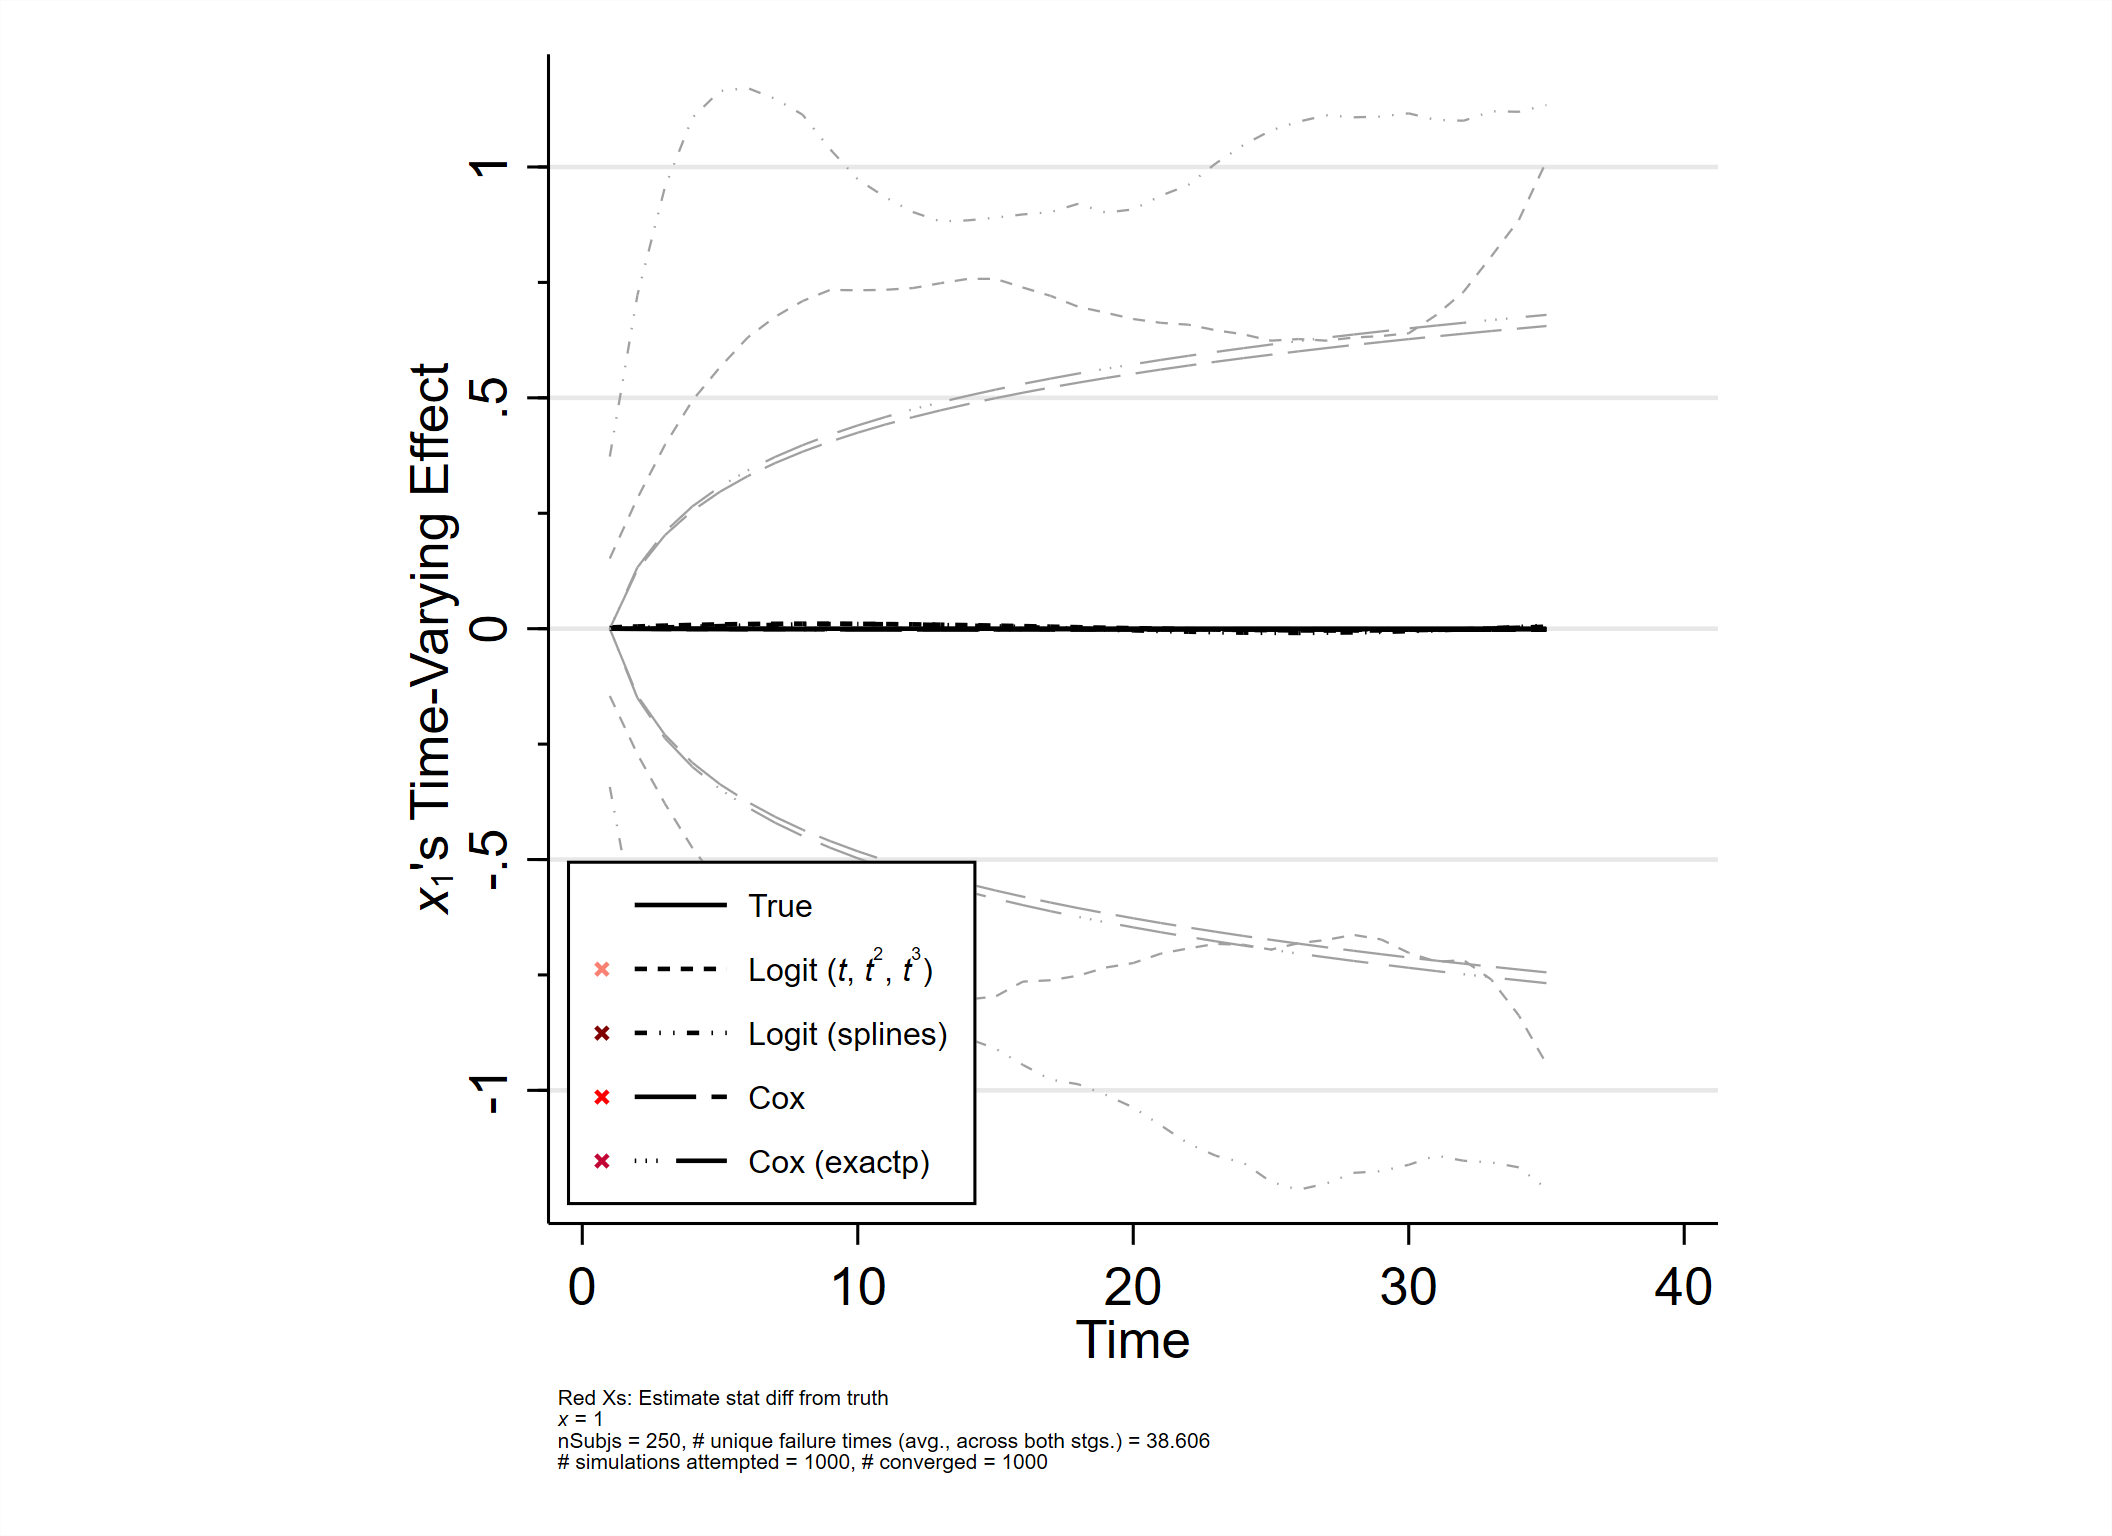 x₁'s Time-Varying Effect
1
.5
0
-.5
-1
True
Logit (t, t², t³)
Logit (splines)
Cox
Cox (exactp)
0 10 20 30 40
Time
Red Xs: Estimate stat diff from truth
x = 1
nSubjs = 250, # unique failure times (avg., across both stgs.) = 38.606
# simulations attempted = 1000, # converged = 1000